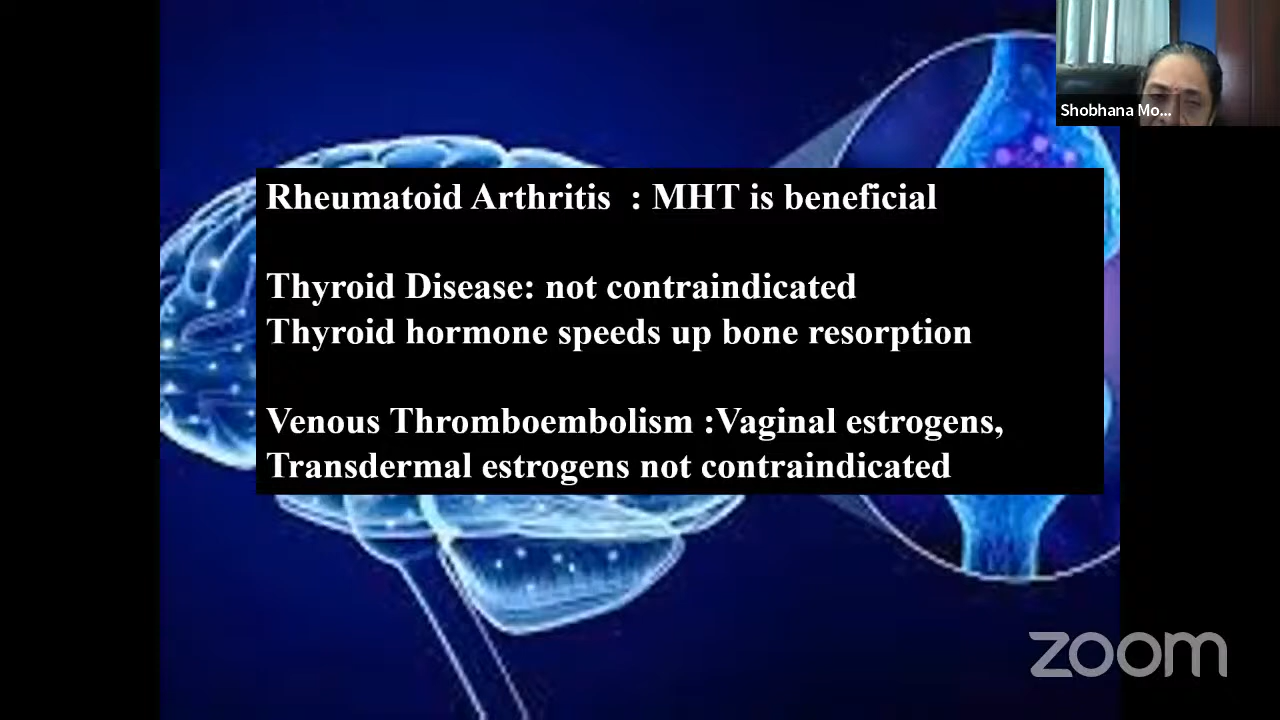 Shobhana Mo...
Rheumatoid Arthritis : MHT is beneficial
Thyroid Disease: not contraindicated
Thyroid hormone speeds up bone resorption
Venous Thromboembolism :Vaginal estrogens,
Transdermal estrogens not contraindicated
zoom